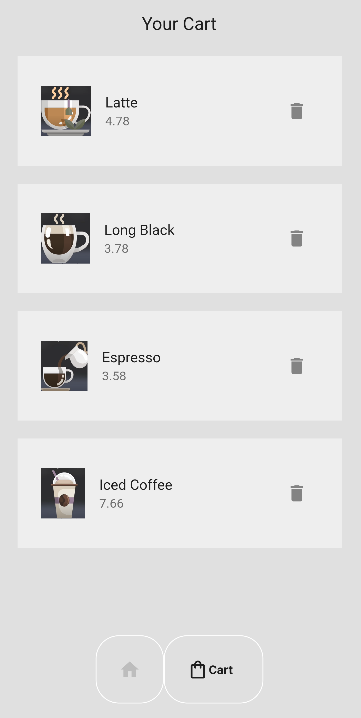 Your Cart
Latte
4.78
Long Black
3.78
Espresso
3.58
Iced Coffee
7.66
Cart